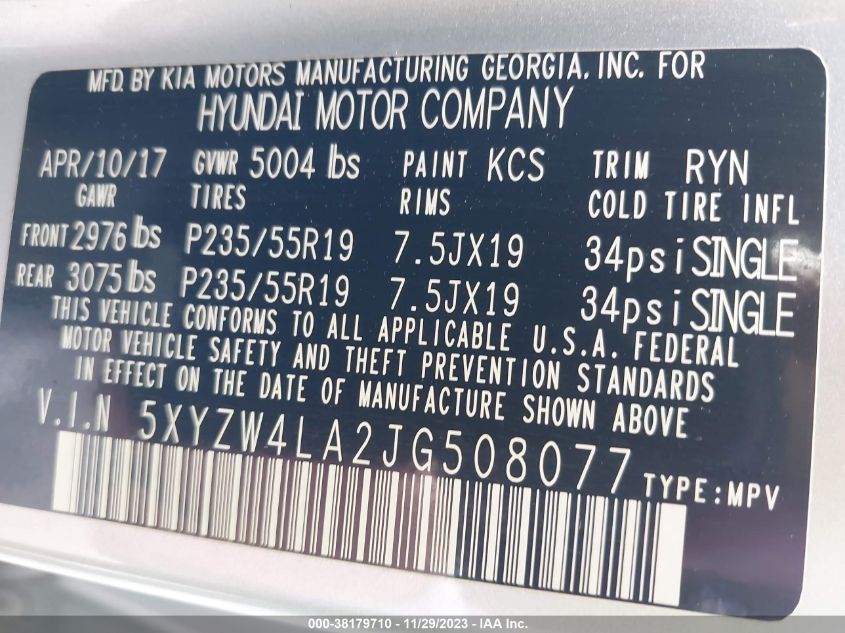 MFD. BY KIA MOTORS MANUFACTURING GEORGIA, INC. FOR
HYUNDAI MOTOR COMPANY
APR/10/17 GVWR 5004 lbs PAINT KCS TRIM RYN
GAWR TIRES RIMS COLD TIRE INFL
FRONT 2976 lbs P235/55R19 7.5JX19 34psi SINGLE
REAR 3075 lbs P235/55R19 7.5JX19 34psi SINGLE
THIS VEHICLE CONFORMS TO ALL APPLICABLE U.S.A. FEDERAL
MOTOR VEHICLE SAFETY AND THEFT PREVENTION STANDARDS
IN EFFECT ON THE DATE OF MANUFACTURE SHOWN ABOVE
V.I.N 5XYZW4LA2JG508077 TYPE:MPV
000-38179710 - 11/29/2023 - IAA Inc.